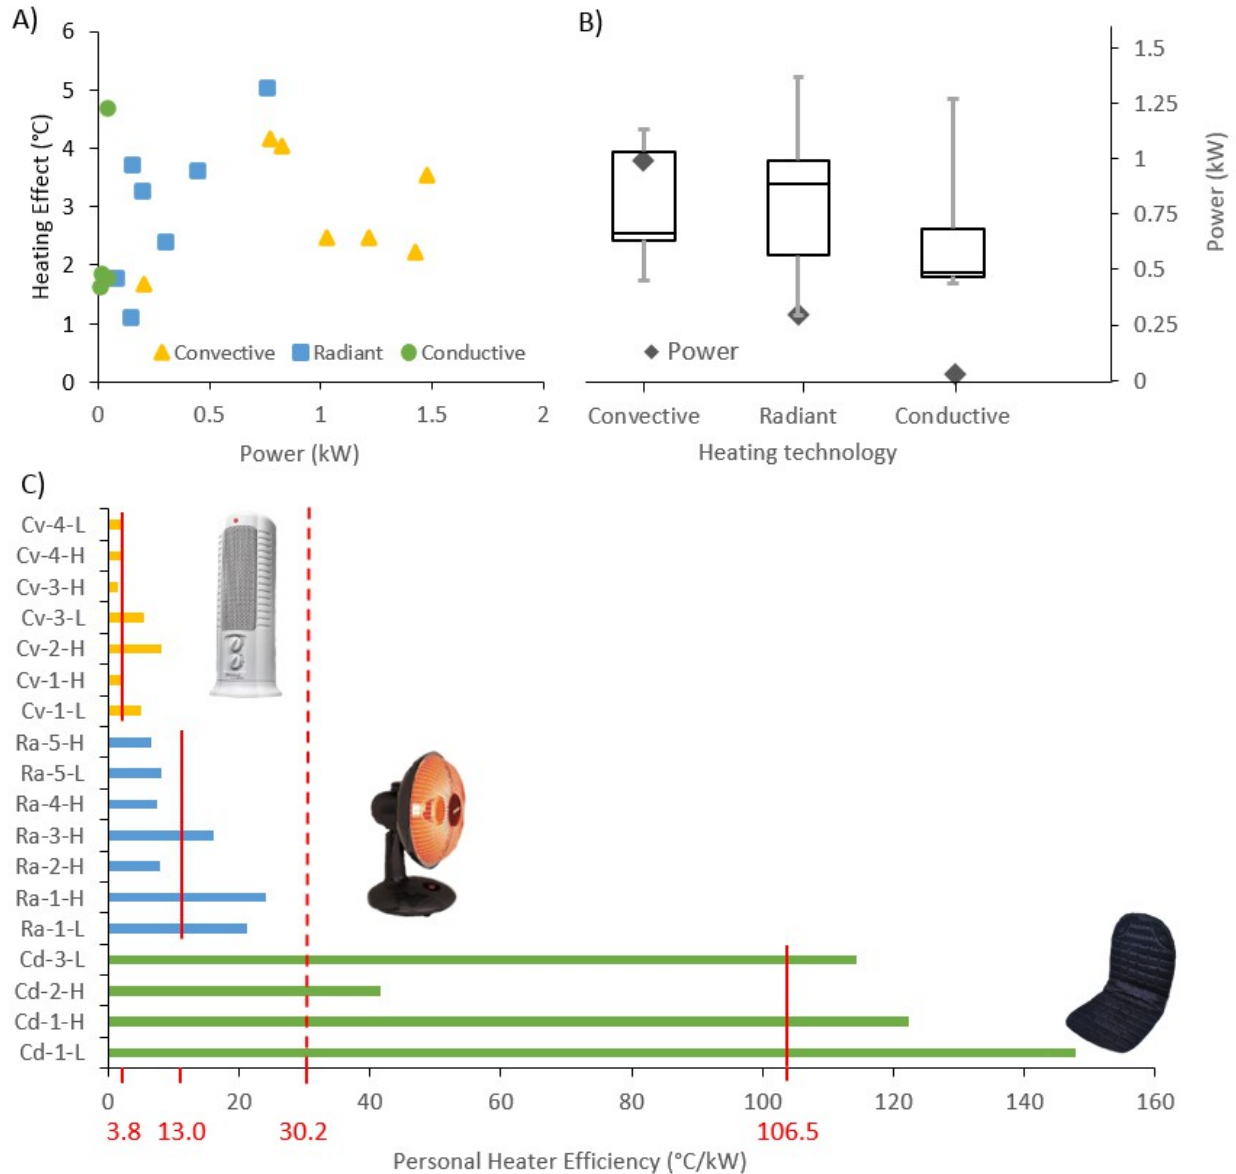 A)
6
5
4
3
2
1
0
Heating Effect (°C)
Convective
Radiant
Conductive
0
0.5
1
1.5
2
Power (kW)
B)
1.5
1.25
1
0.75
0.5
0.25
0
Power (kW)
Power
Convective
Radiant
Conductive
Heating technology
C)
Cv-4-L
Cv-4-H
Cv-3-H
Cv-3-L
Cv-2-H
Cv-1-H
Cv-1-L
Ra-5-H
Ra-5-L
Ra-4-H
Ra-3-H
Ra-2-H
Ra-1-H
Ra-1-L
Cd-3-L
Cd-2-H
Cd-1-H
Cd-1-L
0 20 40 60 80 100 120 140 160
3.8 13.0 30.2 106.5
Personal Heater Efficiency (°C/kW)